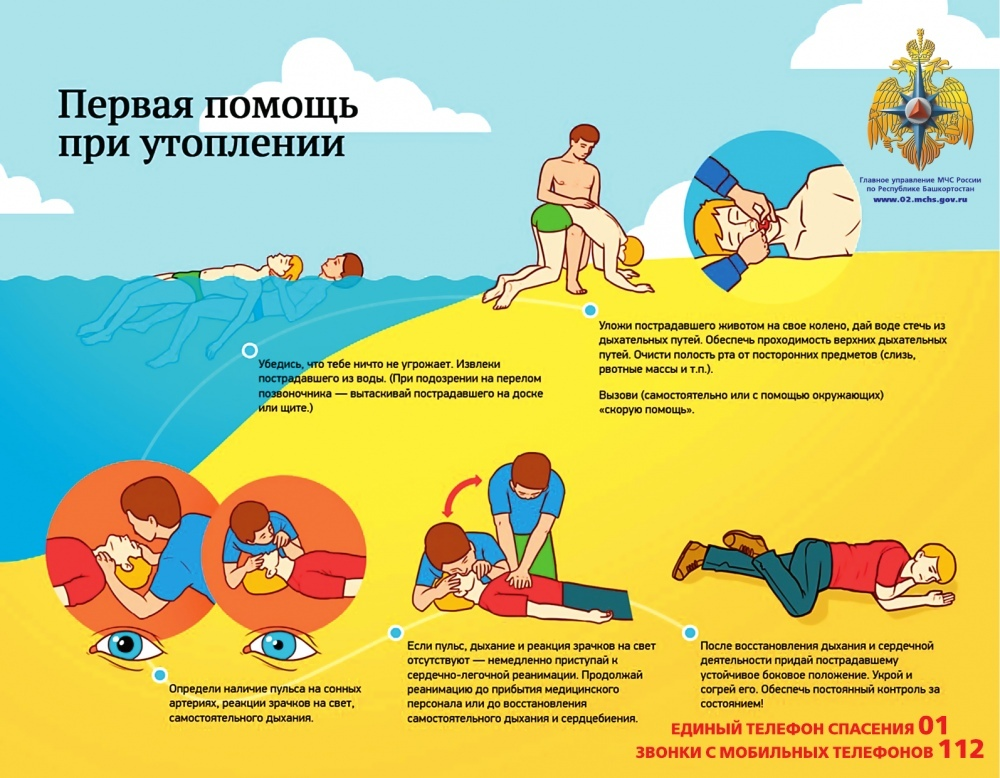 Первая помощь
при утоплении
Главное управление МЧС России
по Республике Башкортостан
www.02.mchs.gov.ru
Убедись, что тебе ничто не угрожает. Извлеки
пострадавшего из воды. (При подозрении на перелом
позвоночника — вытаскивай пострадавшего на доске
или щите.)
Уложи пострадавшего животом на свое колено, дай воде стечь из
дыхательных путей. Обеспечь проходимость верхних дыхательных
путей. Очисти полость рта от посторонних предметов (слизь,
рвотные массы и т.п.).
Вызови (самостоятельно или с помощью окружающих)
«скорую помощь».
Определи наличие пульса на сонных
артериях, реакции зрачков на свет,
самостоятельного дыхания.
Если пульс, дыхание и реакция зрачков на свет
отсутствуют — немедленно приступай к
сердечно-легочной реанимации. Продолжай
реанимацию до прибытия медицинского
персонала или до восстановления
самостоятельного дыхания и сердцебиения.
После восстановления дыхания и сердечной
деятельности придай пострадавшему
устойчивое боковое положение. Укрой и
согрей его. Обеспечь постоянный контроль за
состоянием!
ЕДИНЫЙ ТЕЛЕФОН СПАСЕНИЯ 01
ЗВОНКИ С МОБИЛЬНЫХ ТЕЛЕФОНОВ 112